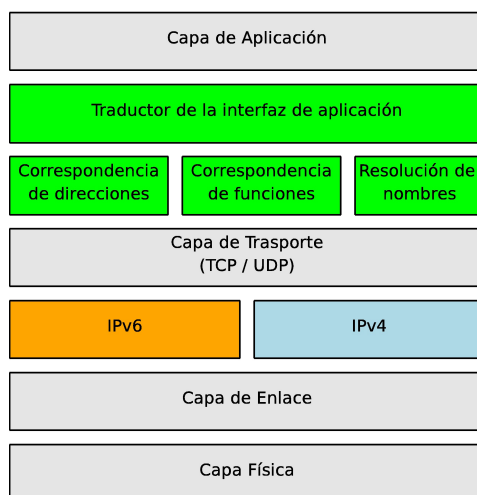 Capa de Aplicación
Traductor de la interfaz de aplicación
Correspondencia
de direcciones
Correspondencia
de funciones
Resolución de
nombres
Capa de Trasporte
(TCP / UDP)
IPv6
IPv4
Capa de Enlace
Capa Física